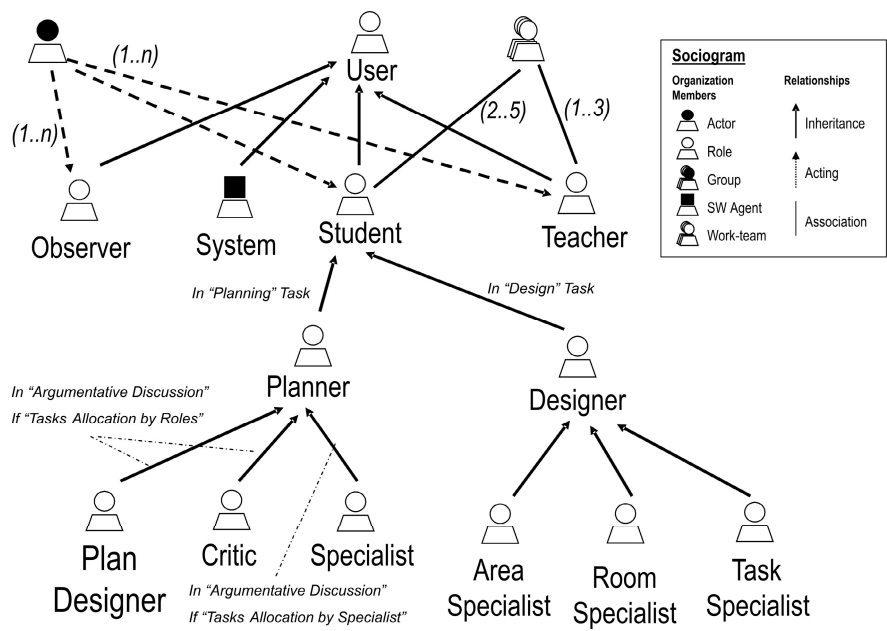 (1..n)
User
(1..n)
(2..5)
(1..3)
Observer
System
Student
Teacher
Sociogram
Organization
Members
Relationships
Actor
Role
Group
SW Agent
Work-team
Inheritance
Acting
Association
In “Planning” Task
In “Design” Task
Planner
Designer
In “Argumentative Discussion”
If “Tasks Allocation by Roles”
Plan
Designer
Critic
Specialist
In “Argumentative Discussion”
If “Tasks Allocation by Specialist”
Area
Specialist
Room
Specialist
Task
Specialist